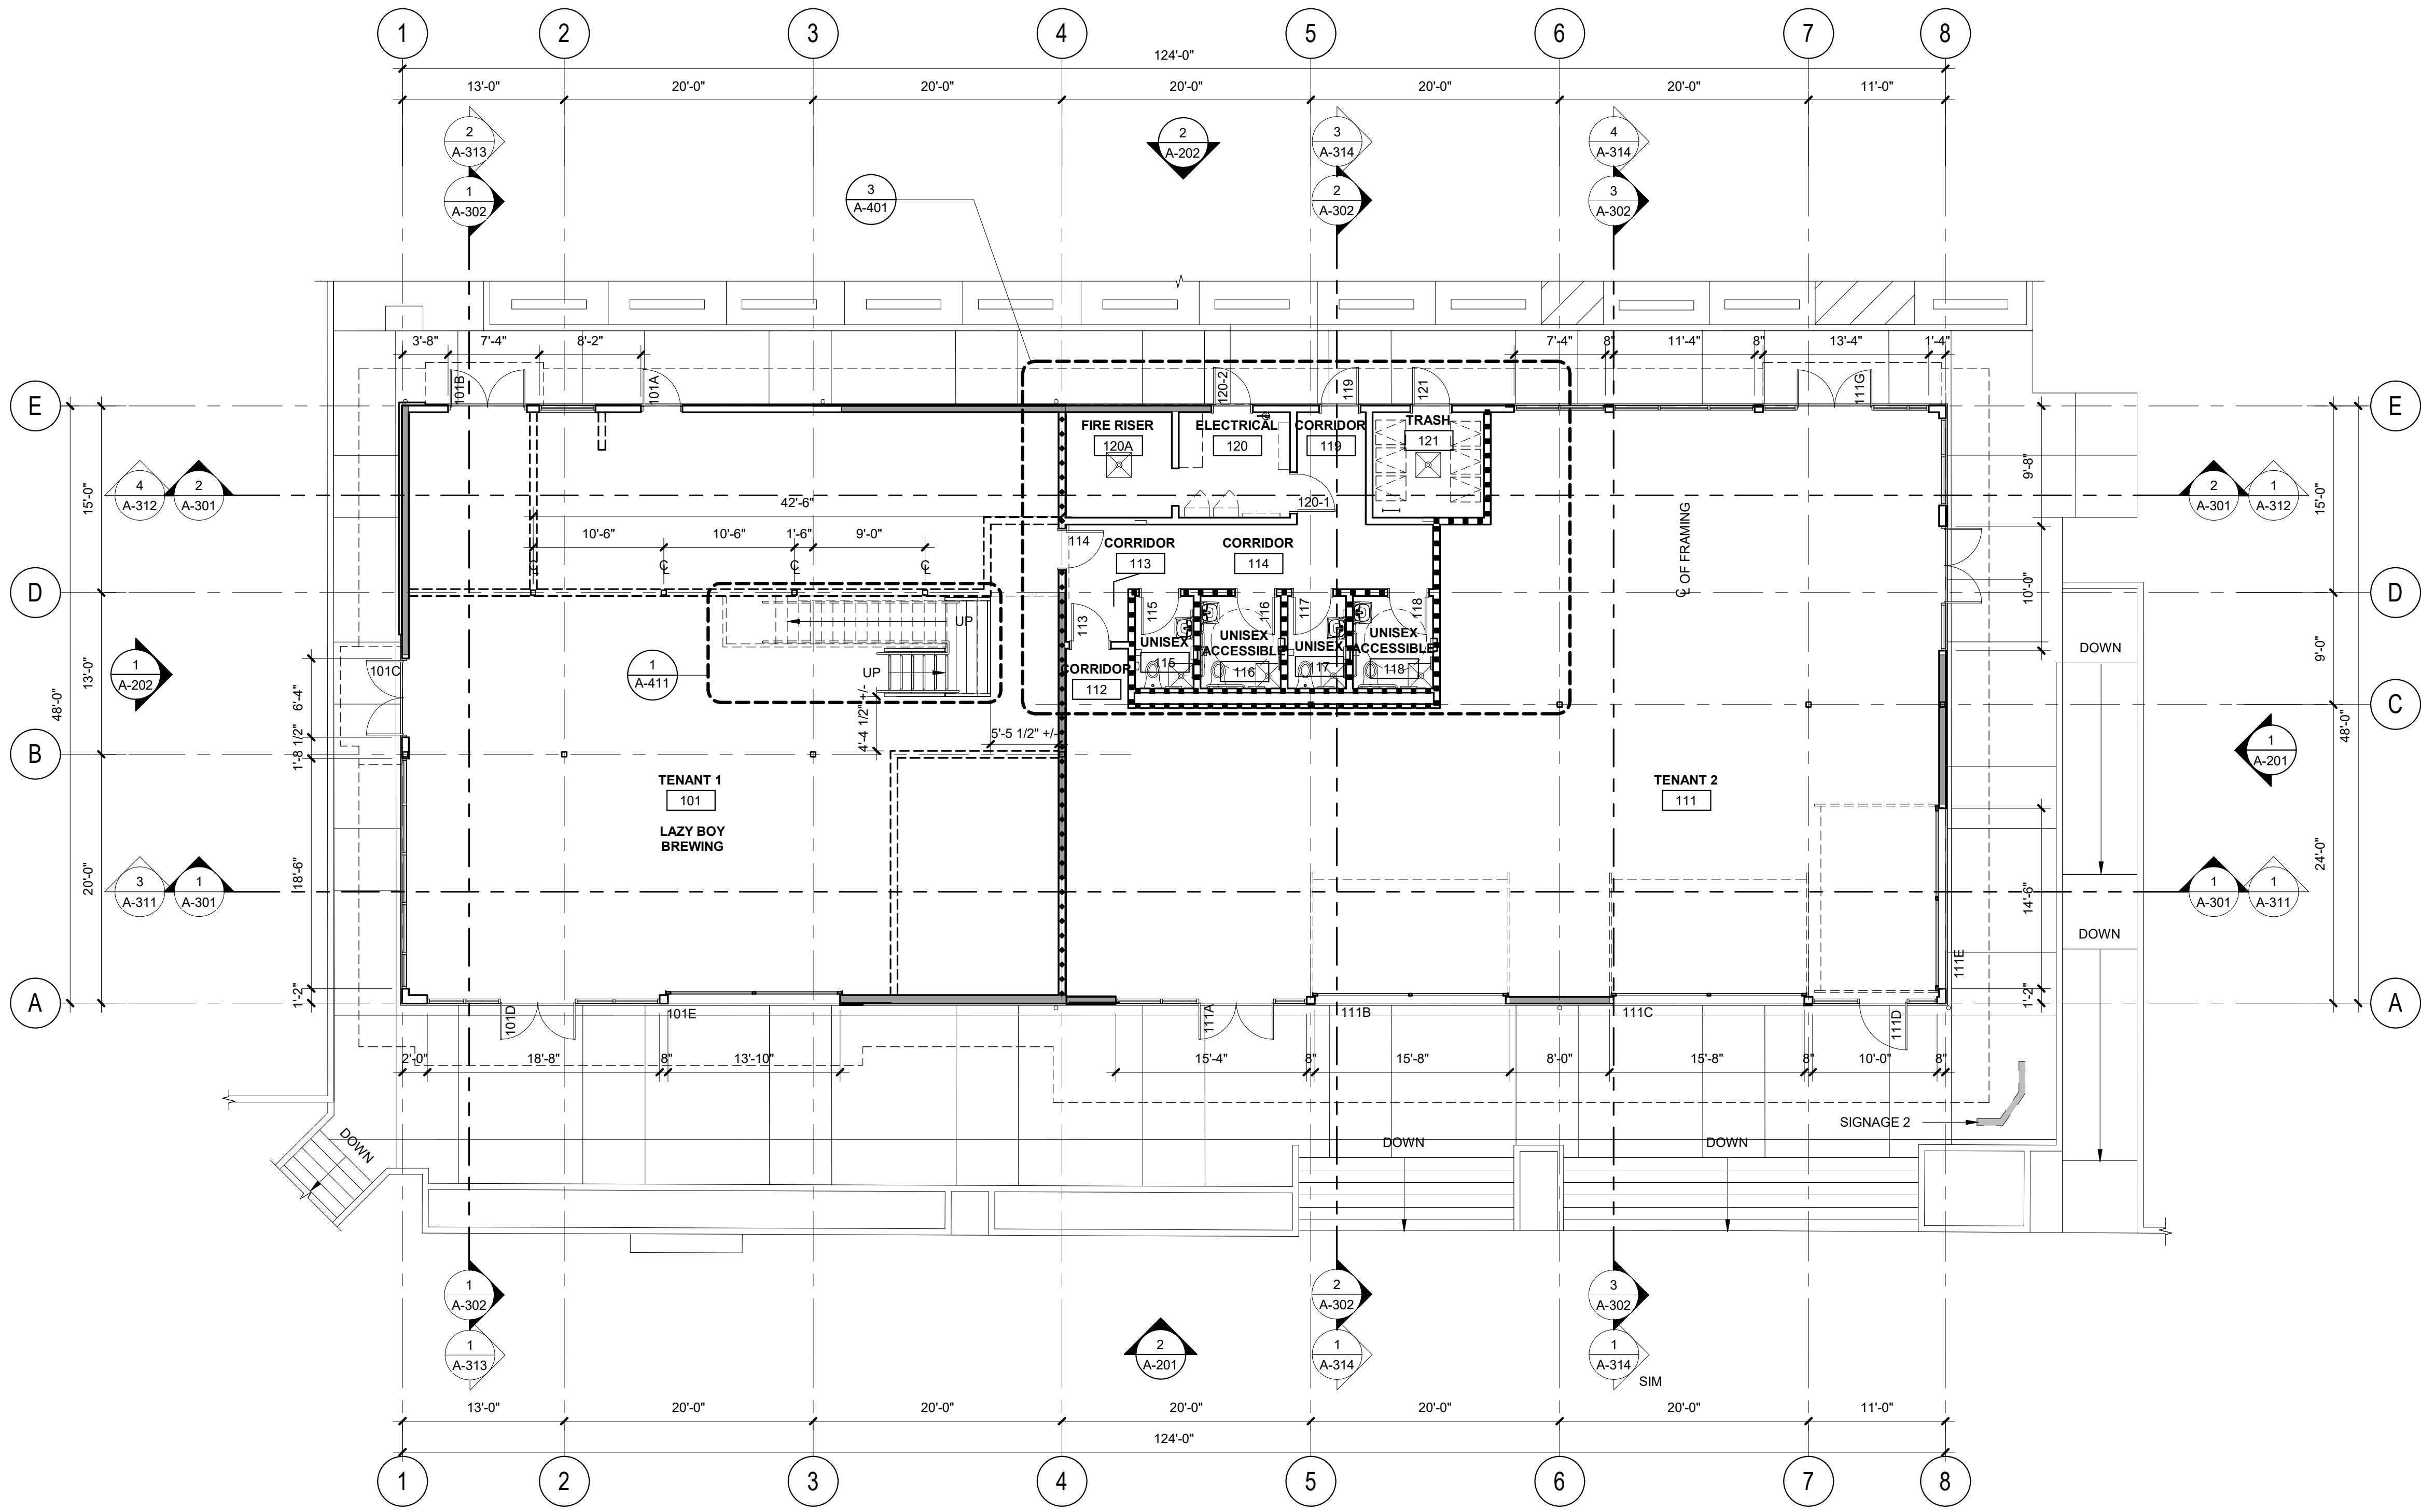 1 2 3 4 5 6 7 8
124'-0"
13'-0" 20'-0" 20'-0" 20'-0" 20'-0" 20'-0" 11'-0"
2 A-313
1 A-302
2 A-202
3 A-314
2 A-302
4 A-314
3 A-302
3 A-401
3'-8" 7'-4" 8'-2" 7'-4" 8" 11'-4" 8" 13'-4" 1'-4"
101B 101A 120-2 119 121 111G
E E
FIRE RISER
120A
ELECTRICAL
120
CORRIDOR
119
TRASH
121
15'-0"
4 A-312
2 A-301
42'-6"
120-1
9'-8"
2 A-301
1 A-312
15'-0"
10'-6" 10'-6" 1'-6" 9'-0"
114
CORRIDOR
113
CORRIDOR
114
℄ OF FRAMING
℄ ℄ ℄ ℄
10'-0"
D D
UP
UP
113
115 116 117 118
UNISEX
115
UNISEX
ACCESSIBLE
116
UNISEX
117
UNISEX
ACCESSIBLE
118
CORRIDOR
112
DOWN
9'-0"
13'-0"
48'-0"
1 A-202
101C
6'-4"
1 A-411
4'-4 1/2" +/-
5'-5 1/2" +/-
1'-8 1/2"
C
48'-0"
1 A-201
B
TENANT 1
101
LAZY BOY
BREWING
TENANT 2
111
20'-0"
3 A-311
1 A-301
18'-6"
14'-6"
1 A-301
1 A-311
24'-0"
DOWN
111E
1'-2"
1'-2"
A A
101D 101E 111A 111B 111C 111D
2'-0" 18'-8" 8" 13'-10" 15'-4" 8" 15'-8" 8'-0" 15'-8" 8" 10'-0" 8"
SIGNAGE 2
DOWN DOWN DOWN
1 A-302
1 A-313
2 A-201
2 A-302
1 A-314
3 A-302
1 A-314
SIM
13'-0" 20'-0" 20'-0" 20'-0" 20'-0" 20'-0" 11'-0"
124'-0"
1 2 3 4 5 6 7 8